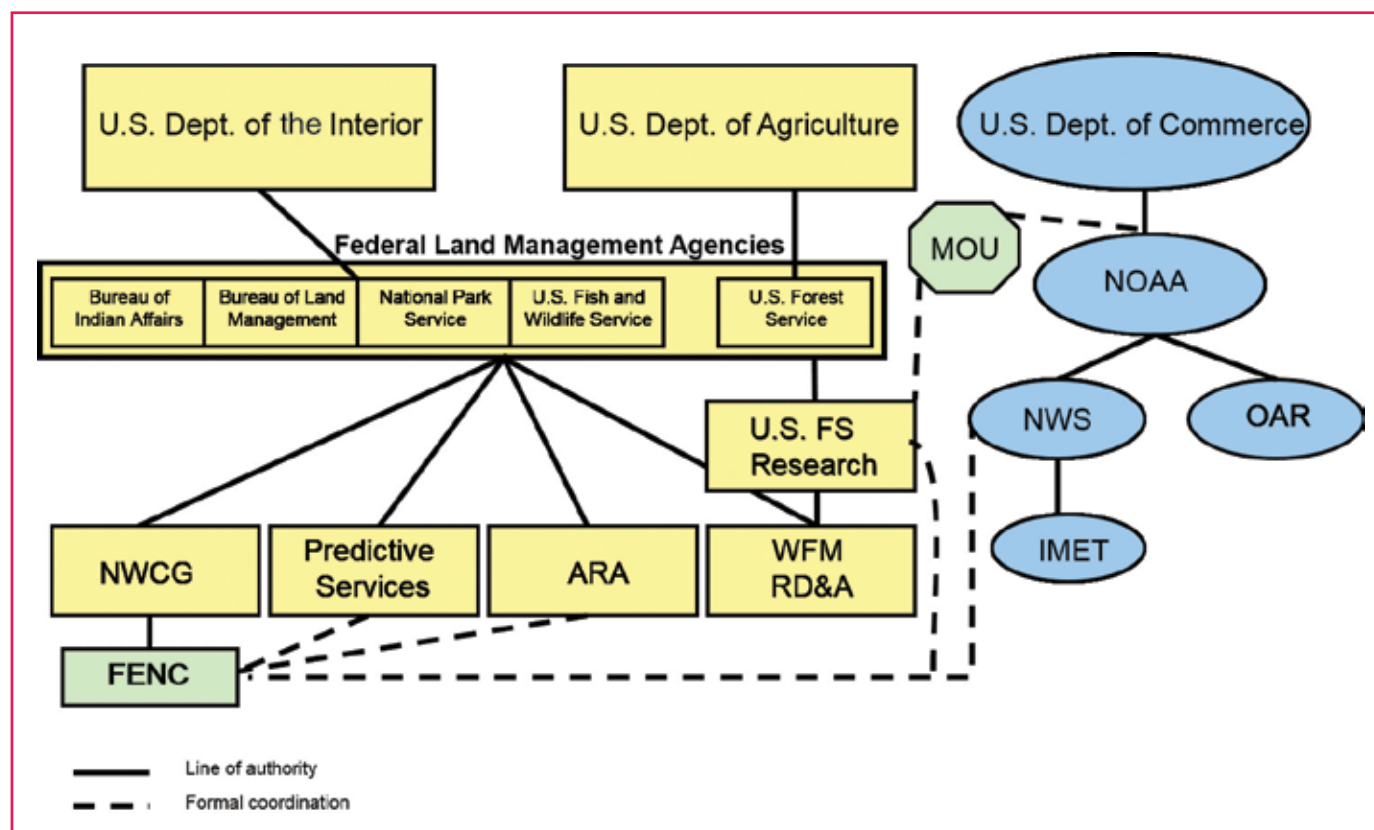 U.S. Dept. of the Interior
U.S. Dept. of Agriculture
U.S. Dept. of Commerce
Federal Land Management Agencies
MOU
NOAA
Bureau of
Indian Affairs
Bureau of Land
Management
National Park
Service
U.S. Fish and
Wildlife Service
U.S. Forest
Service
U.S. FS
Research
NWS
OAR
NWCG
Predictive
Services
ARA
WFM
RD&A
IMET
FENC
Line of authority
Formal coordination